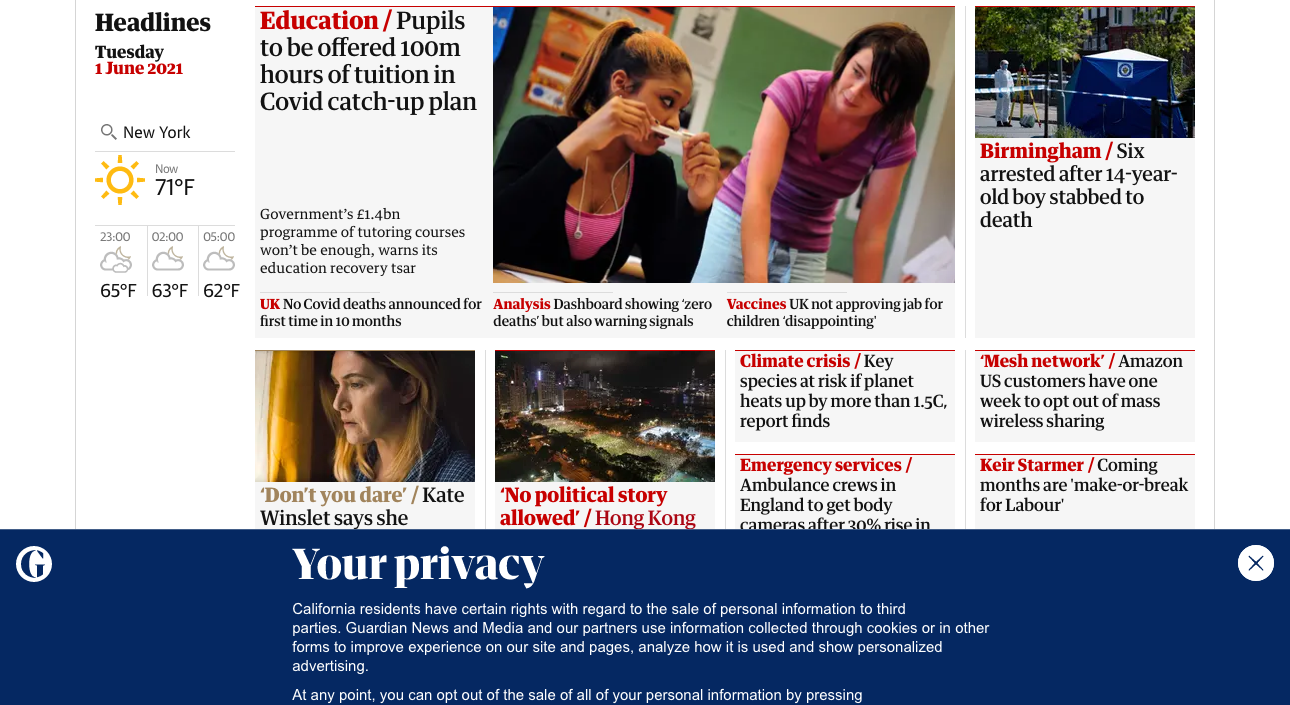 Headlines
Tuesday
1 June 2021
New York
Now
71°F
23:00
02:00
05:00
65°F
63°F
62°F
Education / Pupils
to be offered 100m
hours of tuition in
Covid catch-up plan
Government’s £1.4bn
programme of tutoring courses
won’t be enough, warns its
education recovery tsar
UK No Covid deaths announced for
first time in 10 months
Analysis Dashboard showing ‘zero
deaths’ but also warning signals
Vaccines UK not approving jab for
children ‘disappointing’
Birmingham / Six
arrested after 14-year-
old boy stabbed to
death
‘Don’t you dare’ / Kate
Winslet says she
‘No political story
allowed’ / Hong Kong
Climate crisis / Key
species at risk if planet
heats up by more than 1.5C,
report finds
Emergency services /
Ambulance crews in
England to get body
cameras after 30% rise in
‘Mesh network’ / Amazon
US customers have one
week to opt out of mass
wireless sharing
Keir Starmer / Coming
months are 'make-or-break
for Labour'
Your privacy
California residents have certain rights with regard to the sale of personal information to third
parties. Guardian News and Media and our partners use information collected through cookies or in other
forms to improve experience on our site and pages, analyze how it is used and show personalized
advertising.
At any point, you can opt out of the sale of all of your personal information by pressing